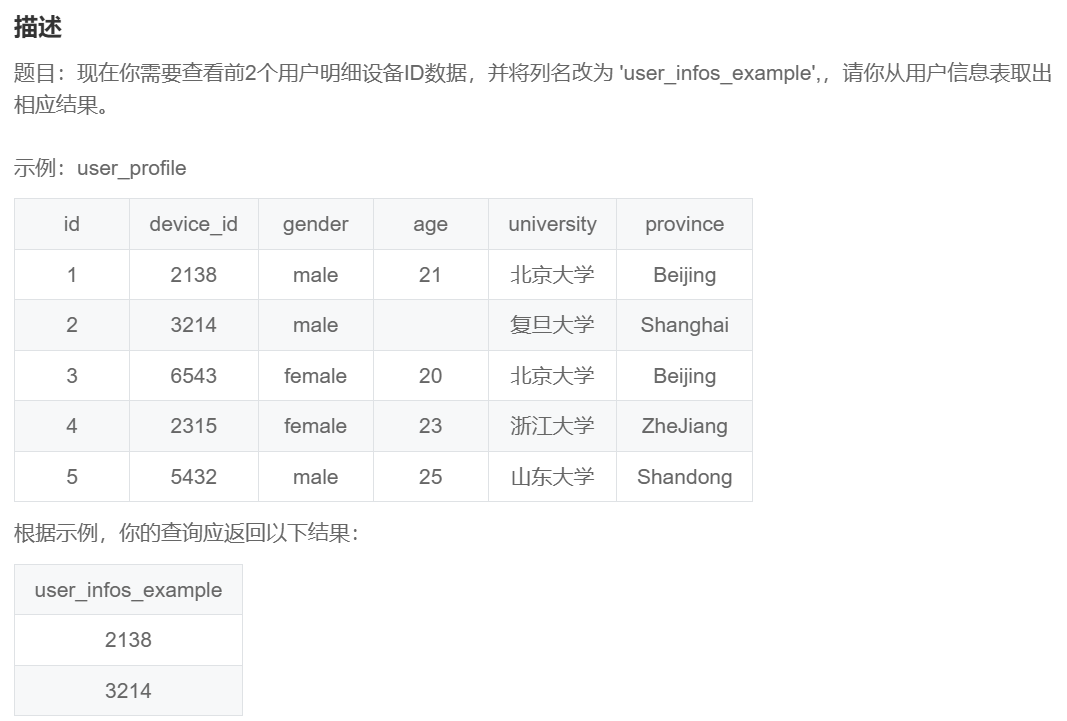 描述
题目：现在你需要查看前2个用户明细设备ID数据，并将列名改为 'user_infos_example',，请你从用户信息表取出
相应结果。
示例：user_profile
id device_id gender age university province
1 2138 male 21 北京大学 Beijing
2 3214 male 复旦大学 Shanghai
3 6543 female 20 北京大学 Beijing
4 2315 female 23 浙江大学 ZheJiang
5 5432 male 25 山东大学 Shandong
根据示例，你的查询应返回以下结果：
user_infos_example
2138
3214